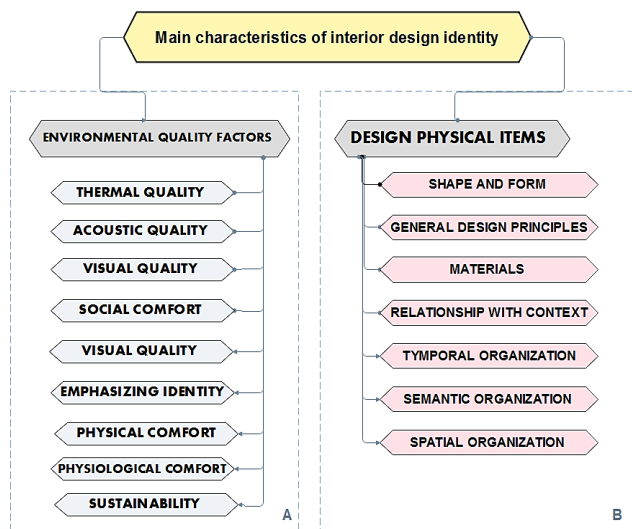 Main characteristics of interior design identity
ENVIRONMENTAL QUALITY FACTORS
THERMAL QUALITY
ACOUSTIC QUALITY
VISUAL QUALITY
SOCIAL COMFORT
VISUAL QUALITY
EMPHASIZING IDENTITY
PHYSICAL COMFORT
PHYSIOLOGICAL COMFORT
SUSTAINABILITY
A
DESIGN PHYSICAL ITEMS
SHAPE AND FORM
GENERAL DESIGN PRINCIPLES
MATERIALS
RELATIONSHIP WITH CONTEXT
TYMPORAL ORGANIZATION
SEMANTIC ORGANIZATION
SPATIAL ORGANIZATION
B